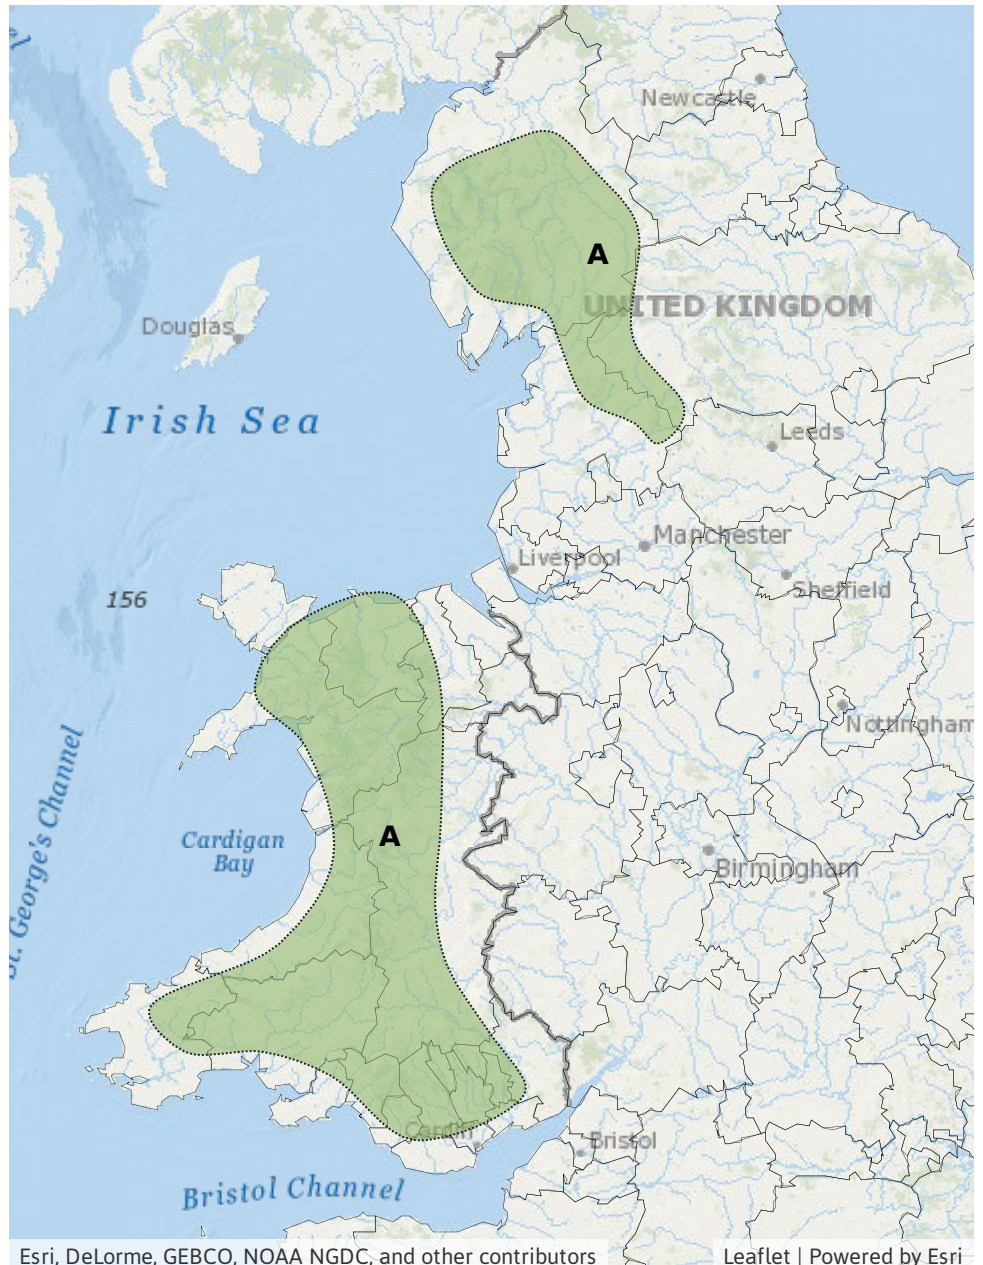 Newcastle
A
UNITED KINGDOM
Douglas
Irish Sea
Leeds
Manchester
Liverpool
Sheffield
156
Nottingham
St. George's Channel
Cardigan
Bay
A
Birmingham
Cardiff
Bristol
Bristol Channel
Esri, DeLorme, GEBCO, NOAA NGDC, and other contributors
Leaflet | Powered by Esri